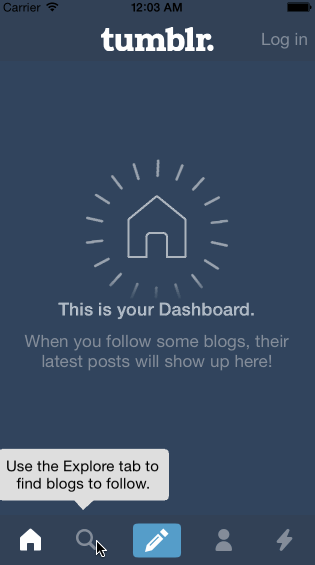 Carrier 12:03 AM
tumblr. Log in
This is your Dashboard.
When you follow some blogs, their
latest posts will show up here!
Use the Explore tab to
find blogs to follow.